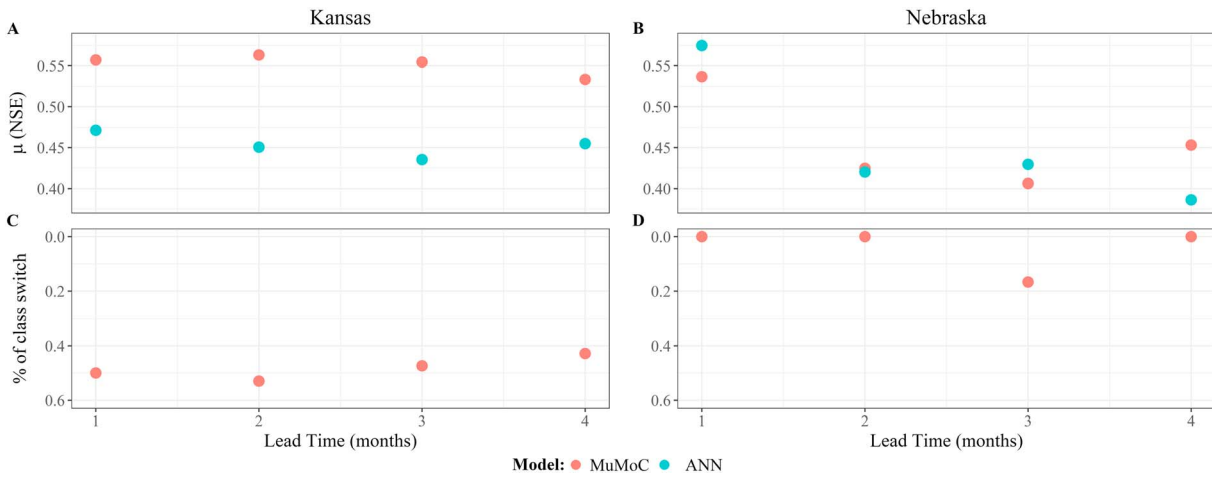 Kansas
Nebraska
A
B
0.55
0.50
0.45
0.40
μ (NSE)
0.55
0.50
0.45
0.40
C
D
0.0
0.2
0.4
0.6
% of class switch
0.0
0.2
0.4
0.6
1 2 3 4
Lead Time (months)
1 2 3 4
Lead Time (months)
Model: MuMoC ANN